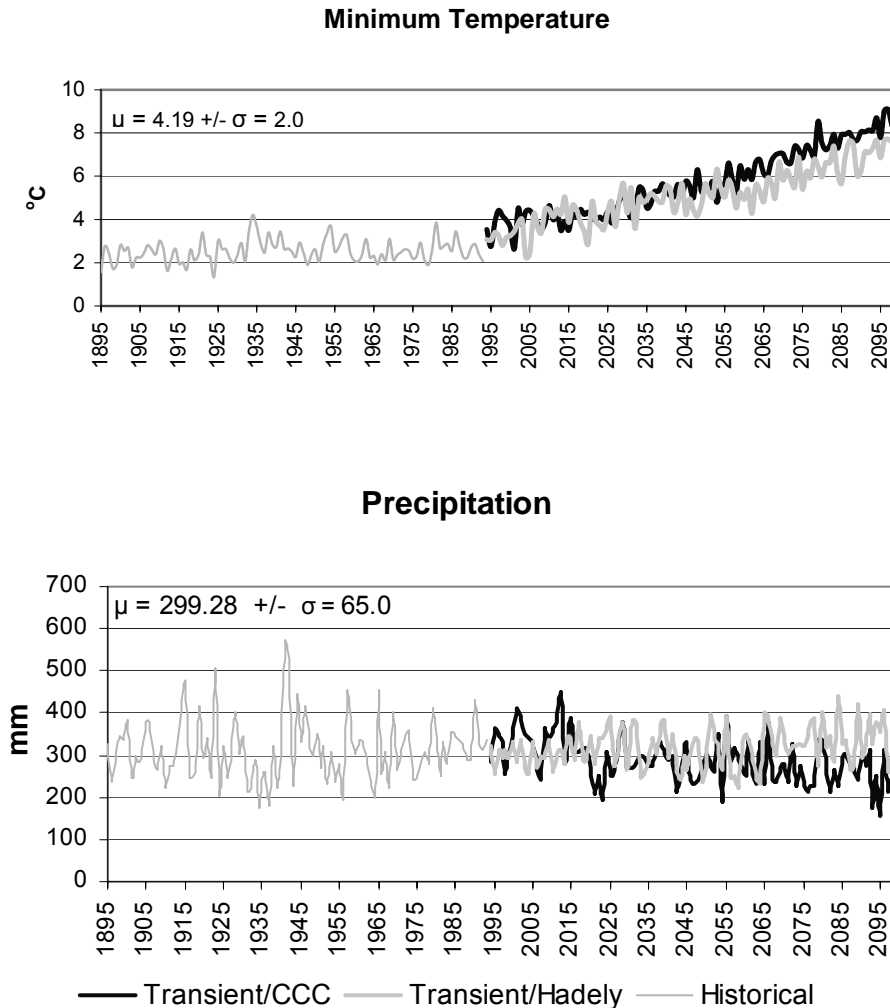 Minimum Temperature
10
8
6
4
2
0
°C
μ = 4.19 +/- σ = 2.0
1895 1905 1915 1925 1935 1945 1955 1965 1975 1985 1995 2005 2015 2025 2035 2045 2055 2065 2075 2085 2095
Precipitation
700
600
500
400
300
200
100
0
mm
μ = 299.28 +/- σ = 65.0
1895 1905 1915 1925 1935 1945 1955 1965 1975 1985 1995 2005 2015 2025 2035 2045 2055 2065 2075 2085 2095
Transient/CCC Transient/Hadely Historical